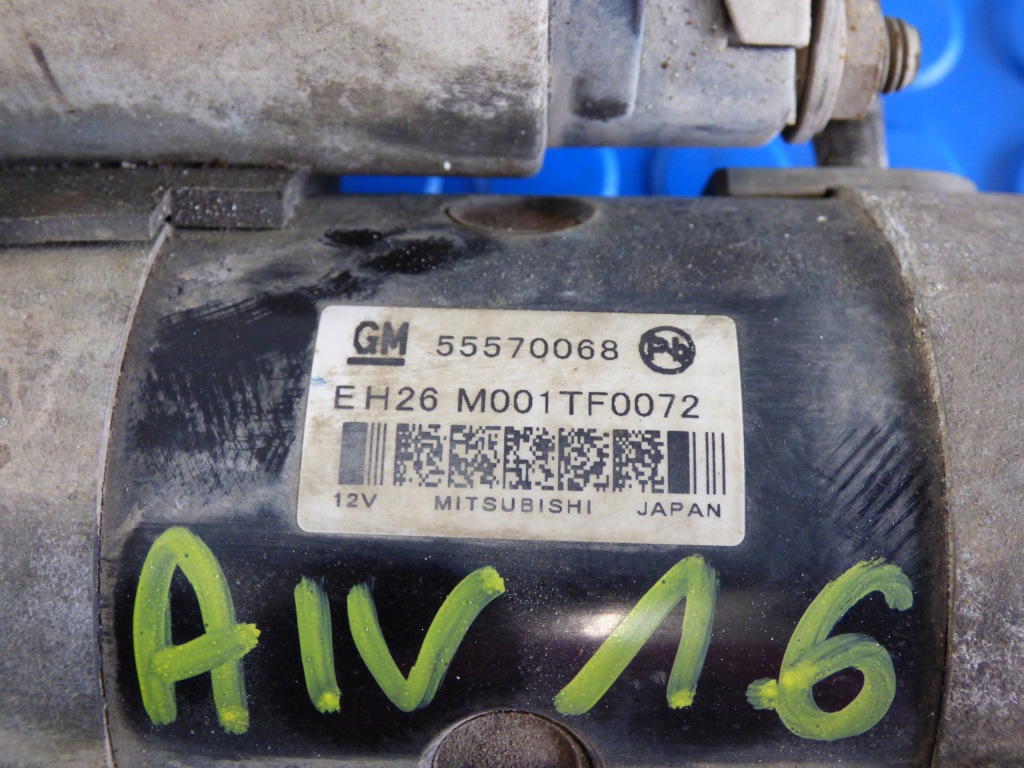 GM 55570068 Pb
EH26 M001TF0072
12V MITSUBISHI JAPAN
AIV 1.6